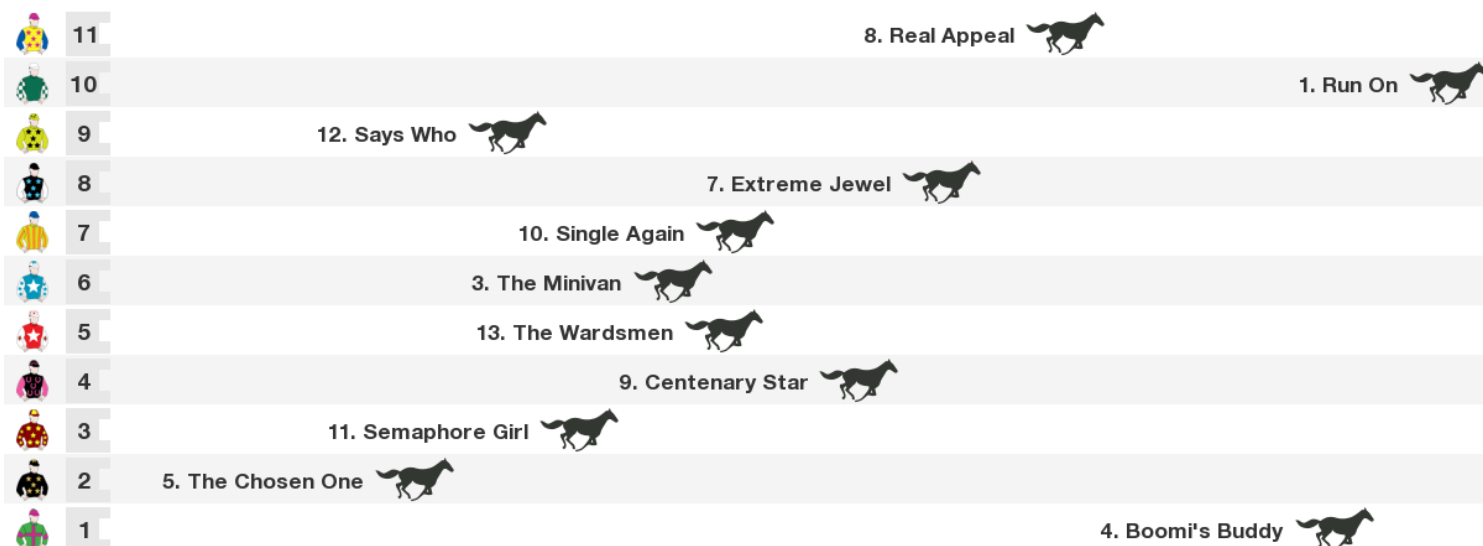 11 8. Real Appeal
10 1. Run On
9 12. Says Who
8 7. Extreme Jewel
7 10. Single Again
6 3. The Minivan
5 13. The Wardsmen
4 9. Centenary Star
3 11. Semaphore Girl
2 5. The Chosen One
1 4. Boomi's Buddy